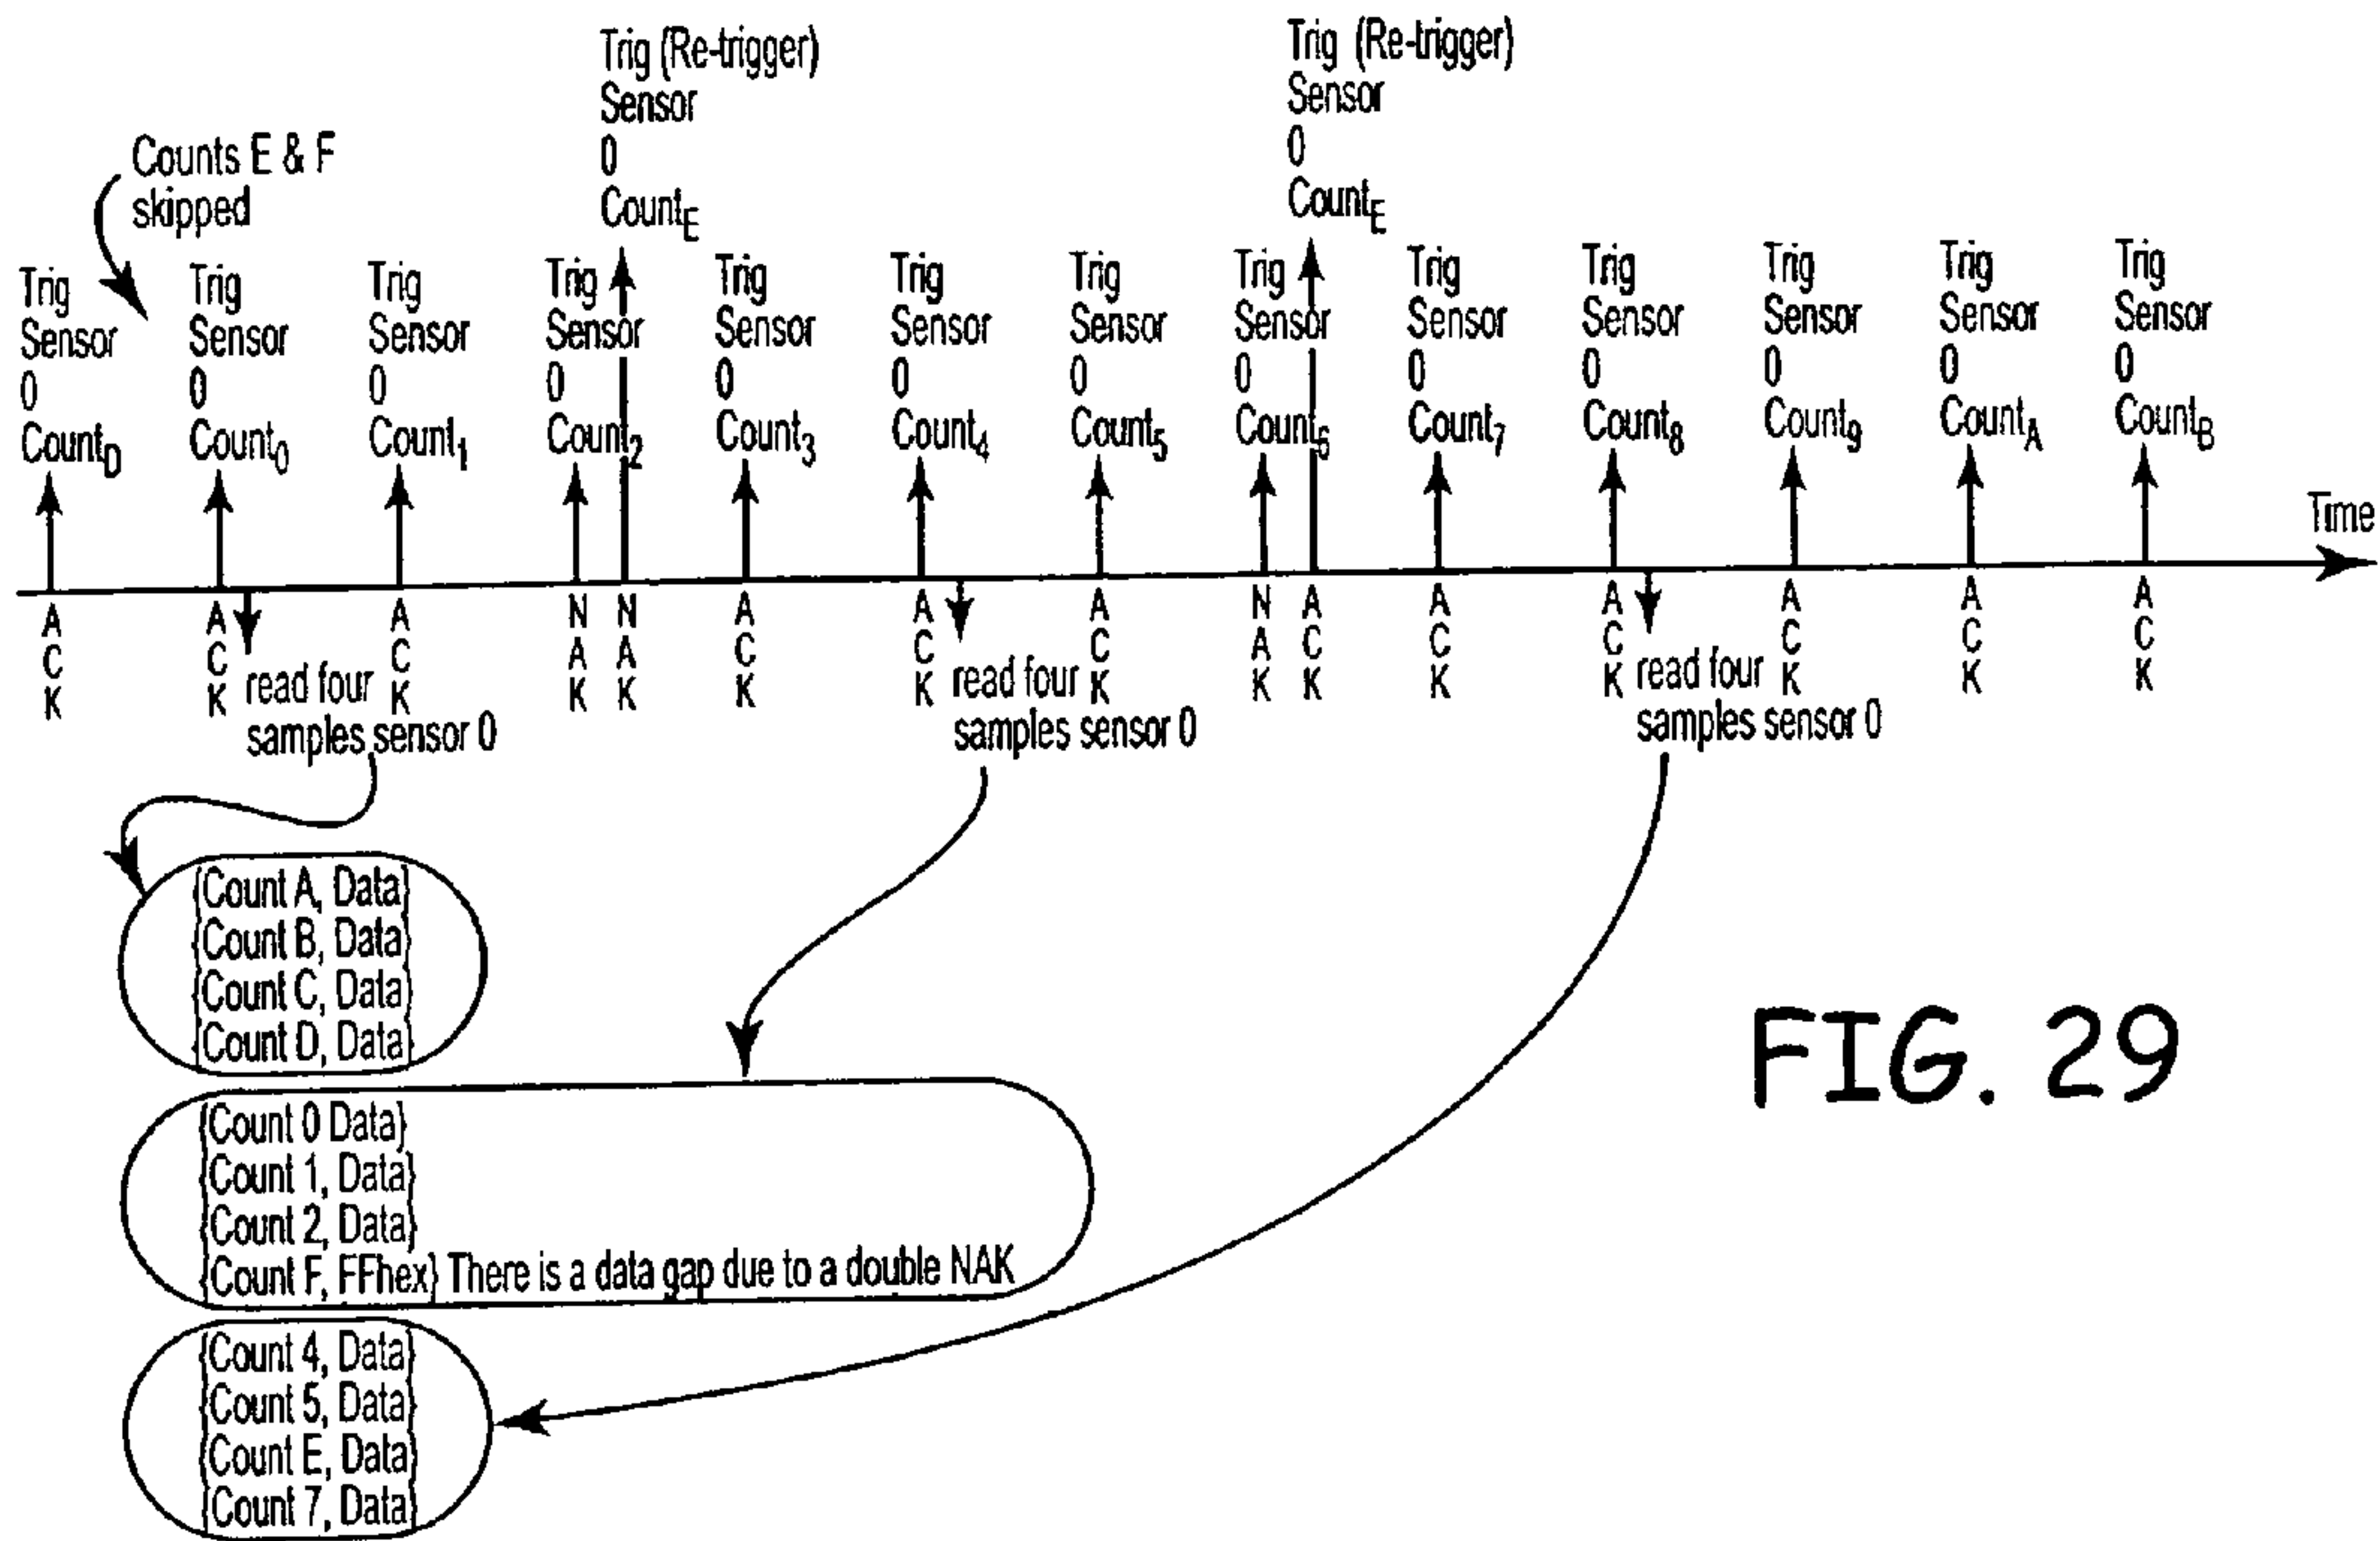 Trig (Re-trigger)
Sensor
0
CountE
Trig (Re-trigger)
Sensor
0
CountE
Counts E & F
skipped
Trig
Sensor
0
CountD
Trig
Sensor
0
Count0
Trig
Sensor
0
Count1
Trig
Sensor
0
Count2
Trig
Sensor
0
Count3
Trig
Sensor
0
Count4
Trig
Sensor
0
Count5
Trig
Sensor
0
Count6
Trig
Sensor
0
Count7
Trig
Sensor
0
Count8
Trig
Sensor
0
Count9
Trig
Sensor
0
CountA
Trig
Sensor
0
CountB
Time
ACK
ACK
ACK
NAK
NAK
ACK
ACK
ACK
NAK
ACK
ACK
ACK
ACK
ACK
ACK
read four
samples sensor 0
read four
samples sensor 0
read four
samples sensor 0
{Count A, Data}
{Count B, Data}
{Count C, Data}
{Count D, Data}
{Count 0 Data}
{Count 1, Data}
{Count 2, Data}
{Count F, FFhex} There is a data gap due to a double NAK
{Count 4, Data}
{Count 5, Data}
{Count E, Data}
{Count 7, Data}
FIG. 29